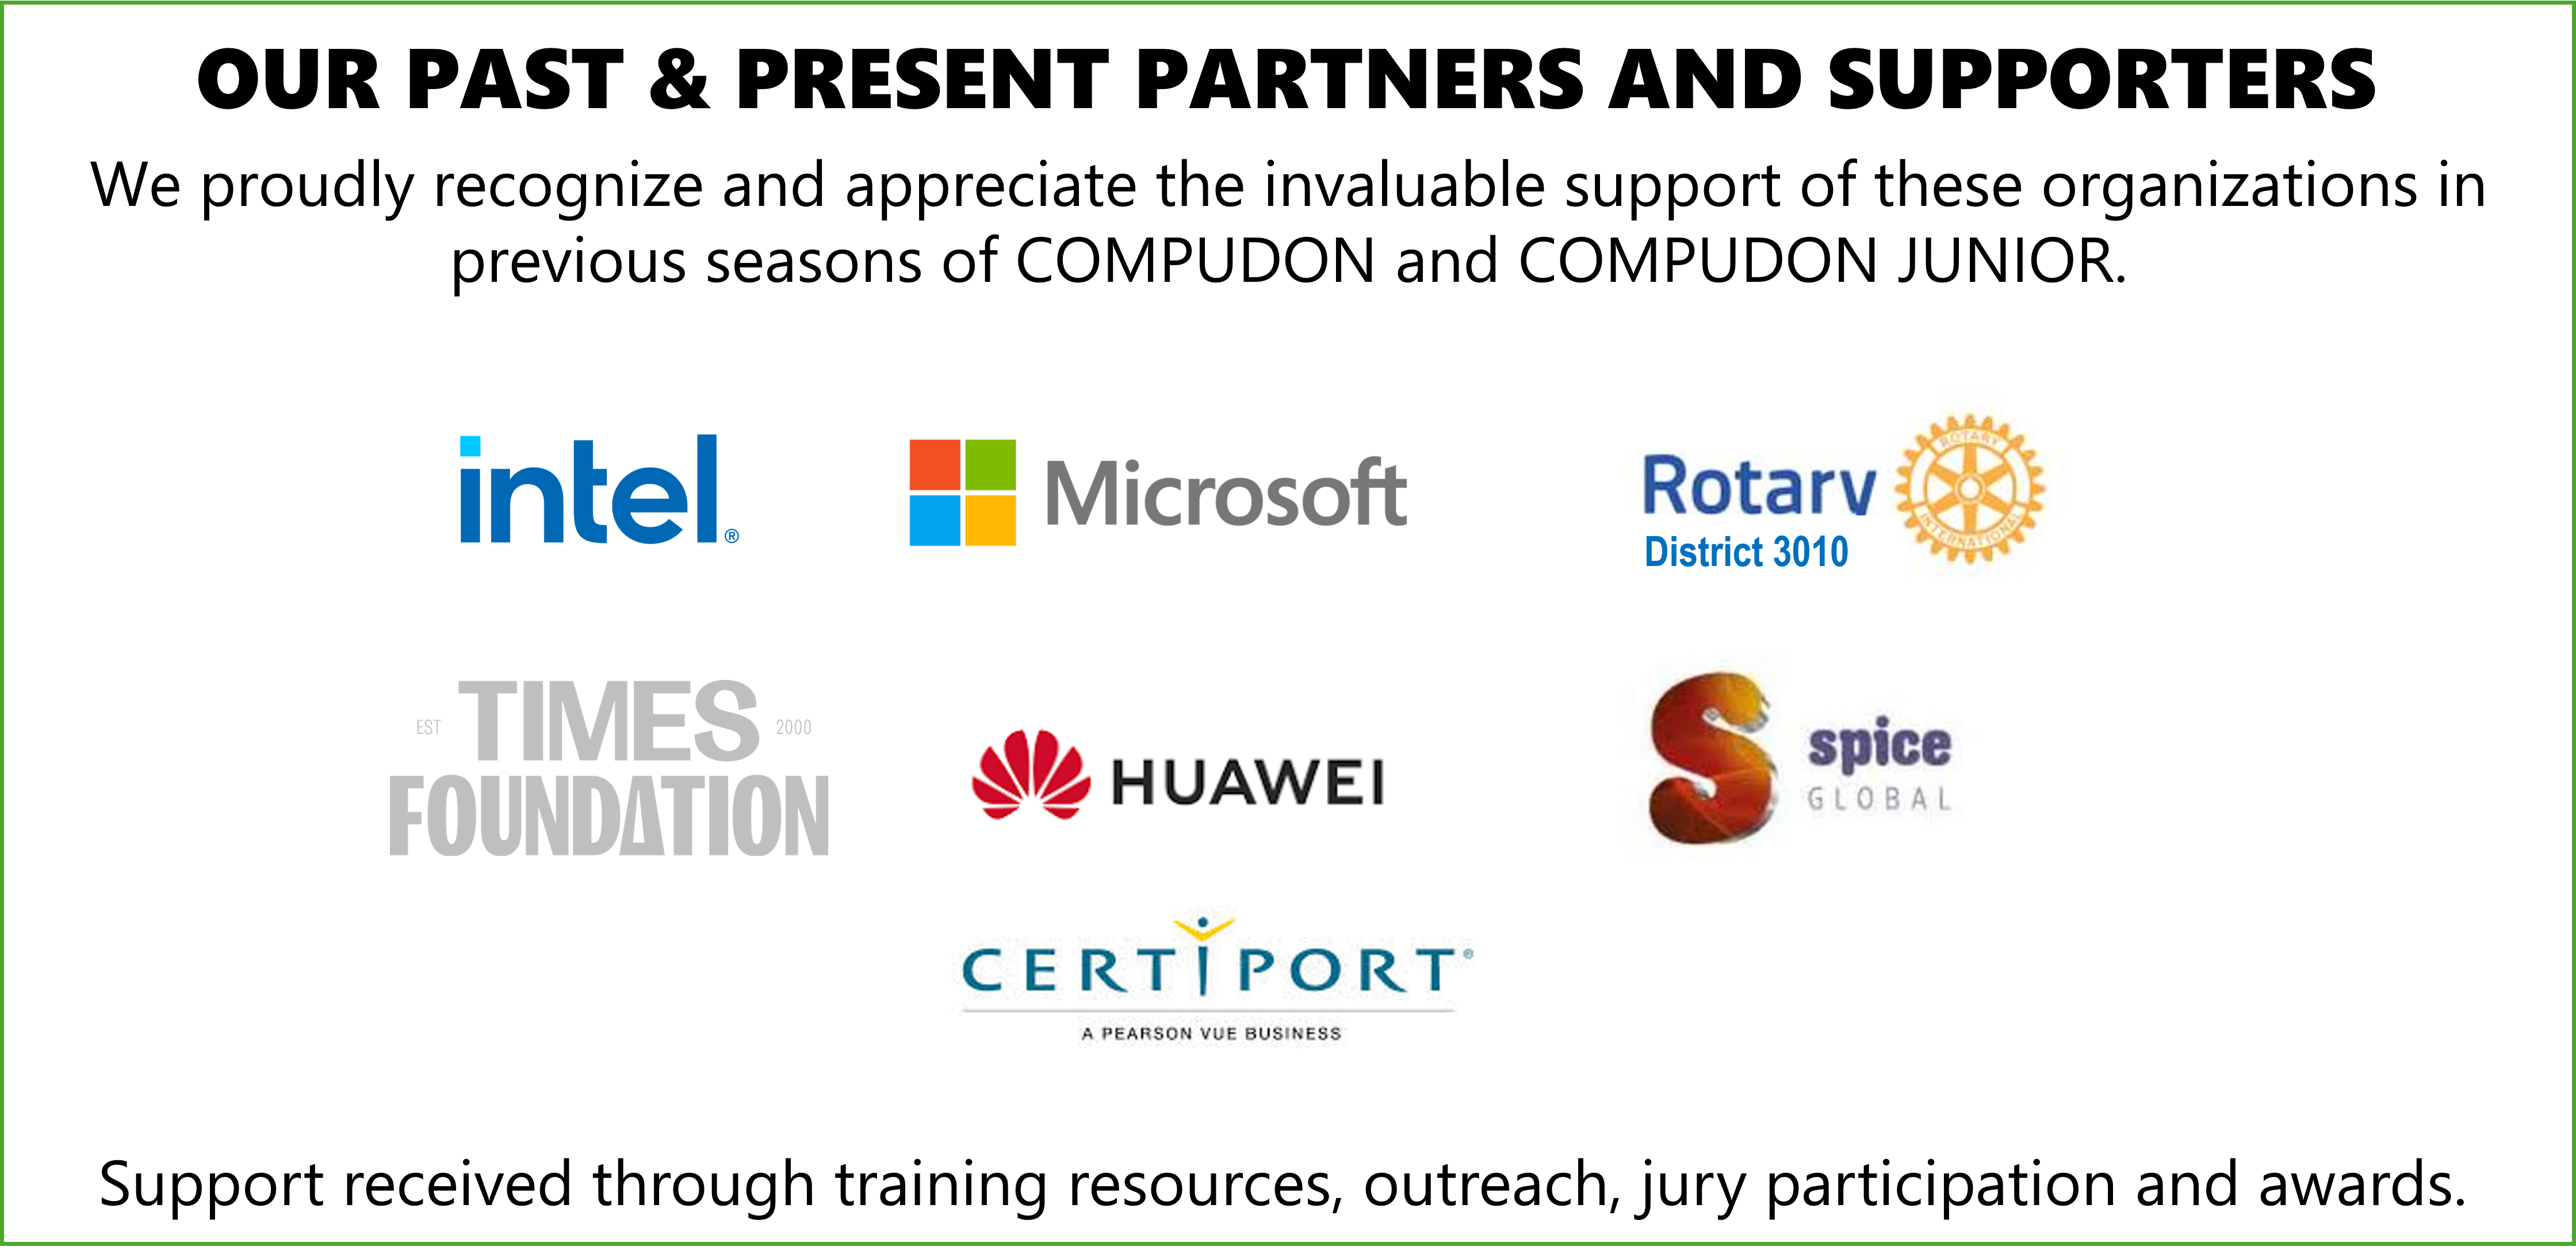 OUR PAST & PRESENT PARTNERS AND SUPPORTERS
We proudly recognize and appreciate the invaluable support of these organizations in
previous seasons of COMPUDON and COMPUDON JUNIOR.
intel®
Microsoft
Rotary
District 3010
ROTARY
INTERNATIONAL
EST TIMES 2000
FOUNDATION
HUAWEI
S
spice
GLOBAL
CERTIPORT®
A PEARSON VUE BUSINESS
Support received through training resources, outreach, jury participation and awards.